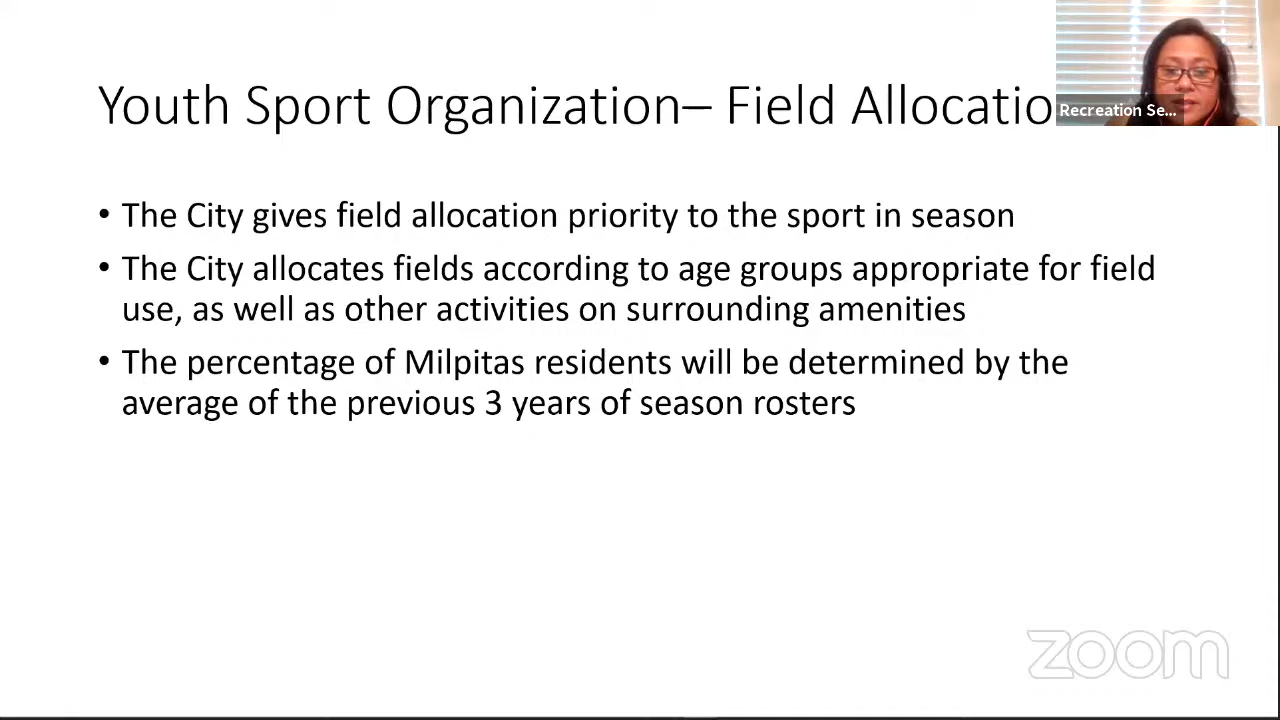 Youth Sport Organization– Field Allocatio
Recreation Se...
• The City gives field allocation priority to the sport in season
• The City allocates fields according to age groups appropriate for field
use, as well as other activities on surrounding amenities
• The percentage of Milpitas residents will be determined by the
average of the previous 3 years of season rosters
zoom